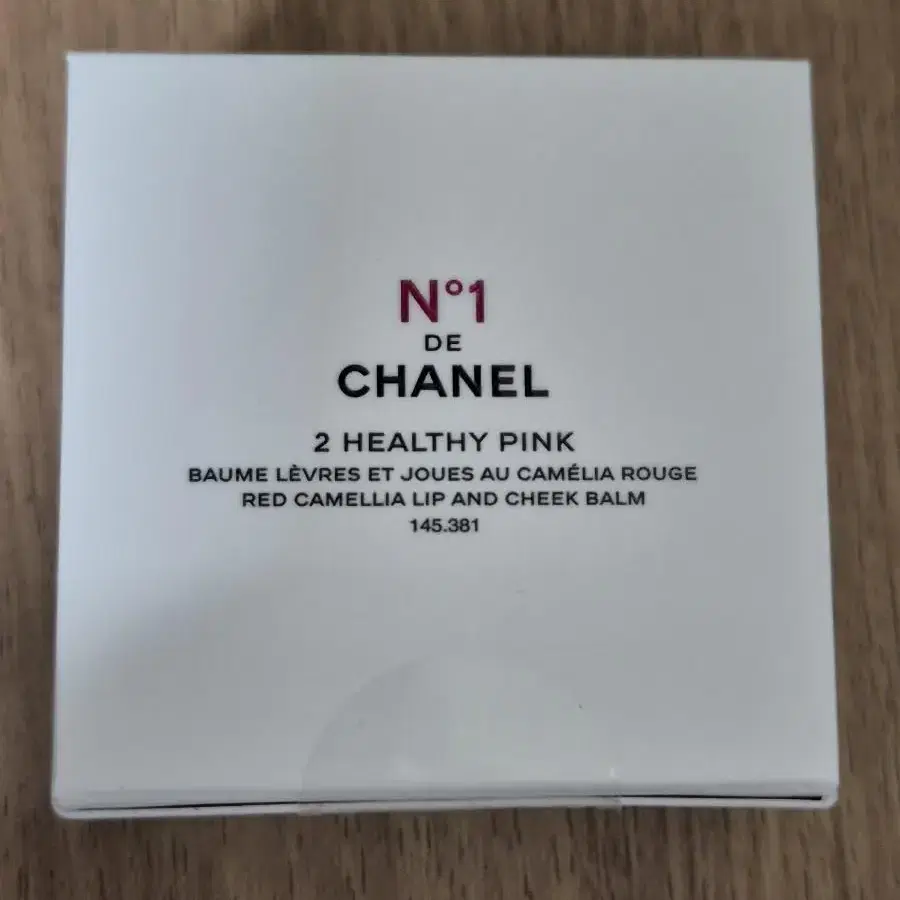 N°1
DE
CHANEL
2 HEALTHY PINK
BAUME LÈVRES ET JOUES AU CAMÉLIA ROUGE
RED CAMELLIA LIP AND CHEEK BALM
145.381